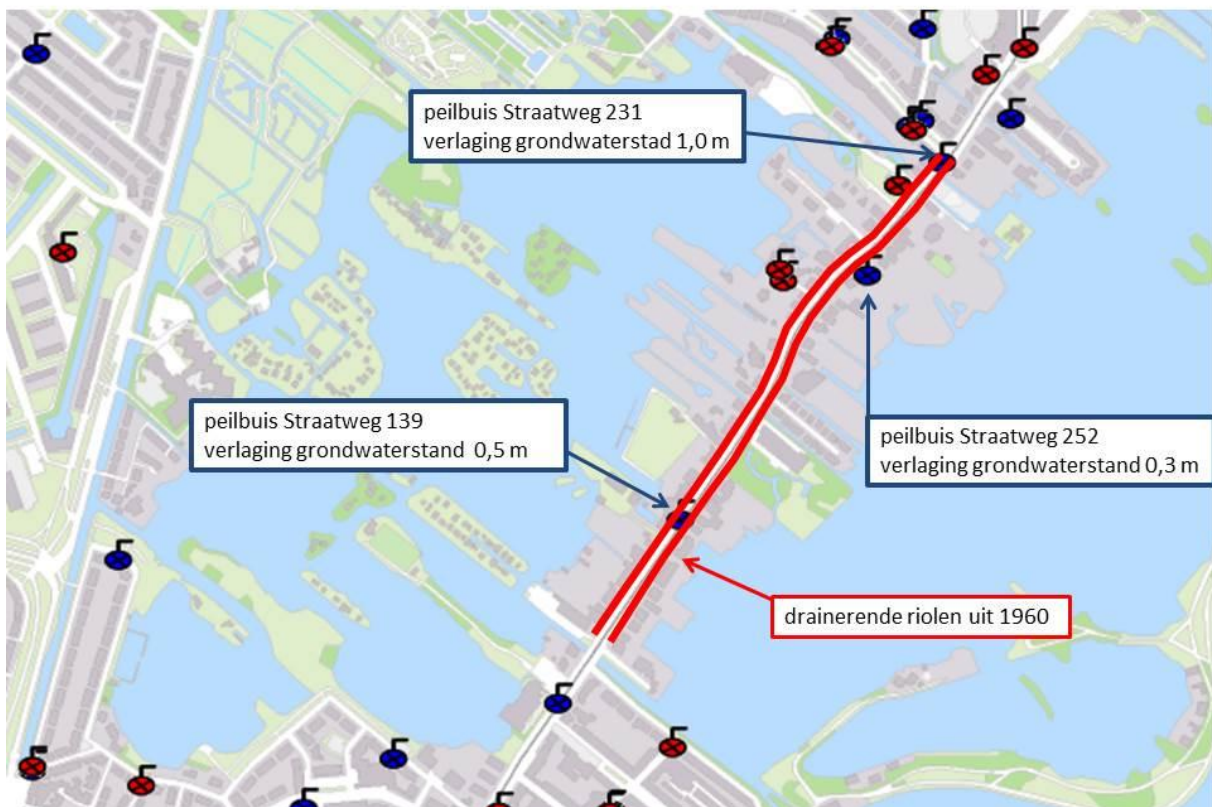 peilbuis Straatweg 231
verlaging grondwaterstad 1,0 m
peilbuis Straatweg 139
verlaging grondwaterstand 0,5 m
peilbuis Straatweg 252
verlaging grondwaterstand 0,3 m
drainerende riolen uit 1960